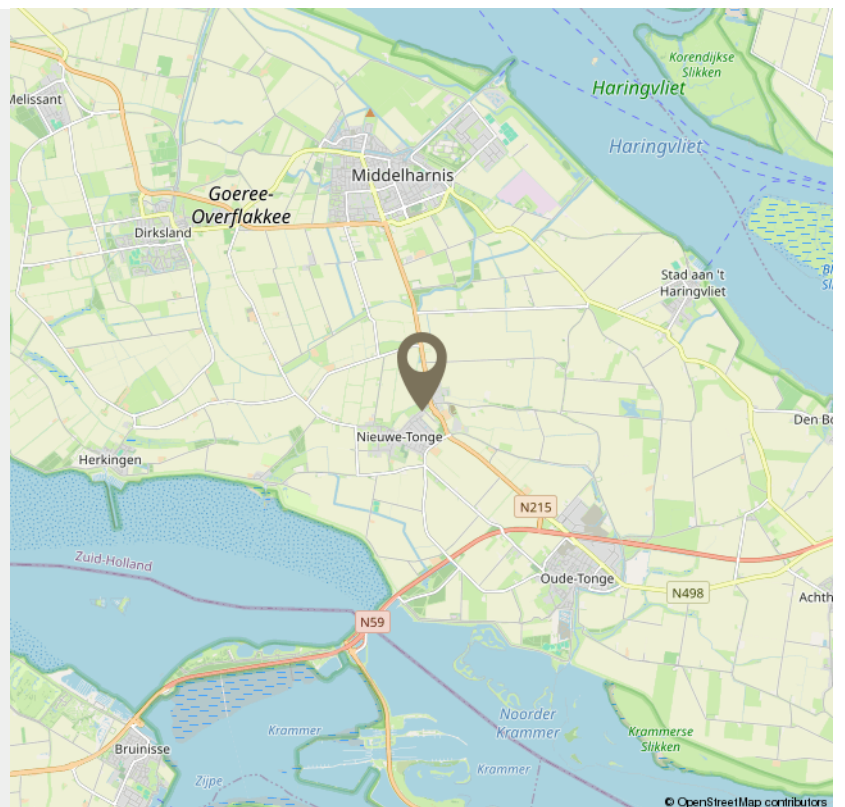 Korendijkse
Slikken
Haringvliet
Melissant
Haringvliet
Middelharnis
Goeree-
Overflakkee
Dirksland
Stad aan 't
Haringvliet
Den Bo
Nieuwe-Tonge
Herkingen
N215
Zuid-Holland
Oude-Tonge
N498
Achth
N59
Noorder
Krammer
Krammer
Krammerse
Slikken
Bruinisse
Krammer
Zijpe
© OpenStreetMap contributors